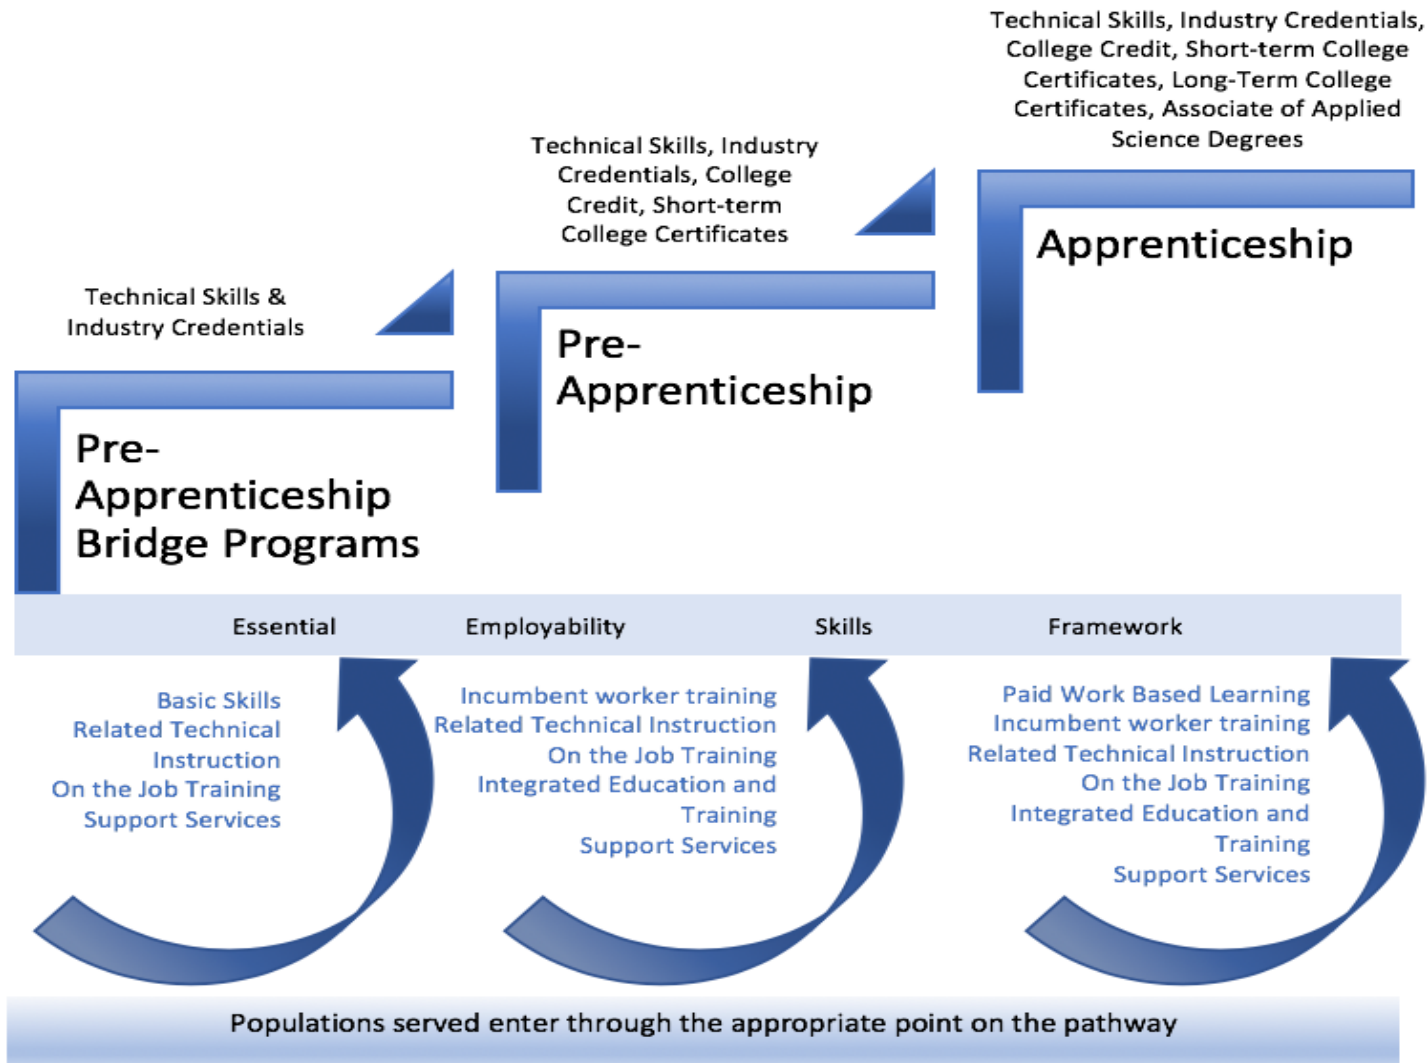 Technical Skills, Industry Credentials,
College Credit, Short-term College
Certificates, Long-Term College
Certificates, Associate of Applied
Science Degrees
Technical Skills, Industry
Credentials, College
Credit, Short-term
College Certificates
Technical Skills &
Industry Credentials
Apprenticeship
Pre-
Apprenticeship
Pre-
Apprenticeship
Bridge Programs
Essential Employability Skills Framework
Basic Skills
Related Technical
Instruction
On the Job Training
Support Services
Incumbent worker training
Related Technical Instruction
On the Job Training
Integrated Education and
Training
Support Services
Paid Work Based Learning
Incumbent worker training
Related Technical Instruction
On the Job Training
Integrated Education and
Training
Support Services
Populations served enter through the appropriate point on the pathway